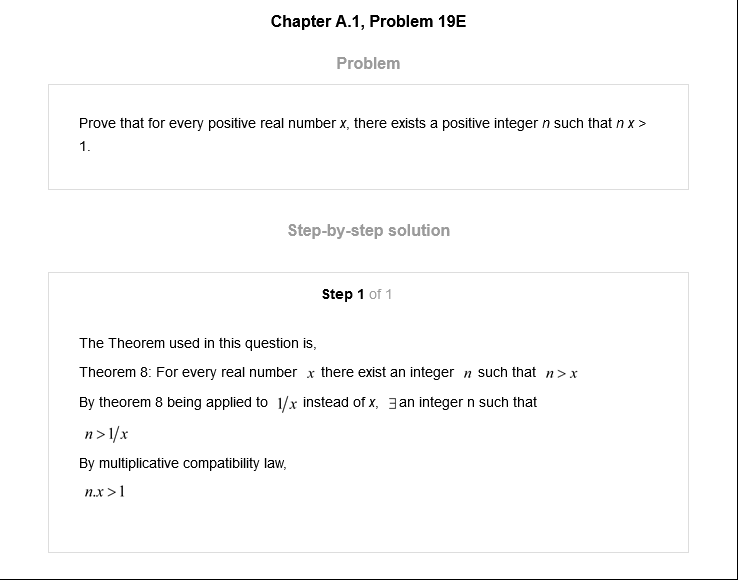 Chapter A.1, Problem 19E
Problem
Prove that for every positive real number x, there exists a positive integer n such that n x >
1.
Step-by-step solution
Step 1 of 1
The Theorem used in this question is,
Theorem 8: For every real number x there exist an integer n such that n > x
By theorem 8 being applied to 1/x instead of x, ∃ an integer n such that
n > 1/x
By multiplicative compatibility law,
n.x > 1